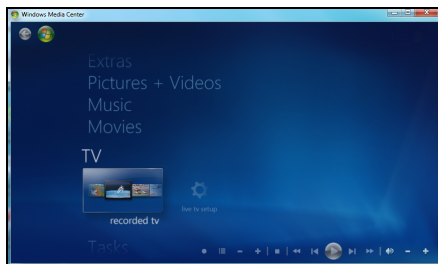 Windows Media Center
Extras
Pictures + Videos
Music
Movies
TV
recorded tv
live tv setup
Tasks